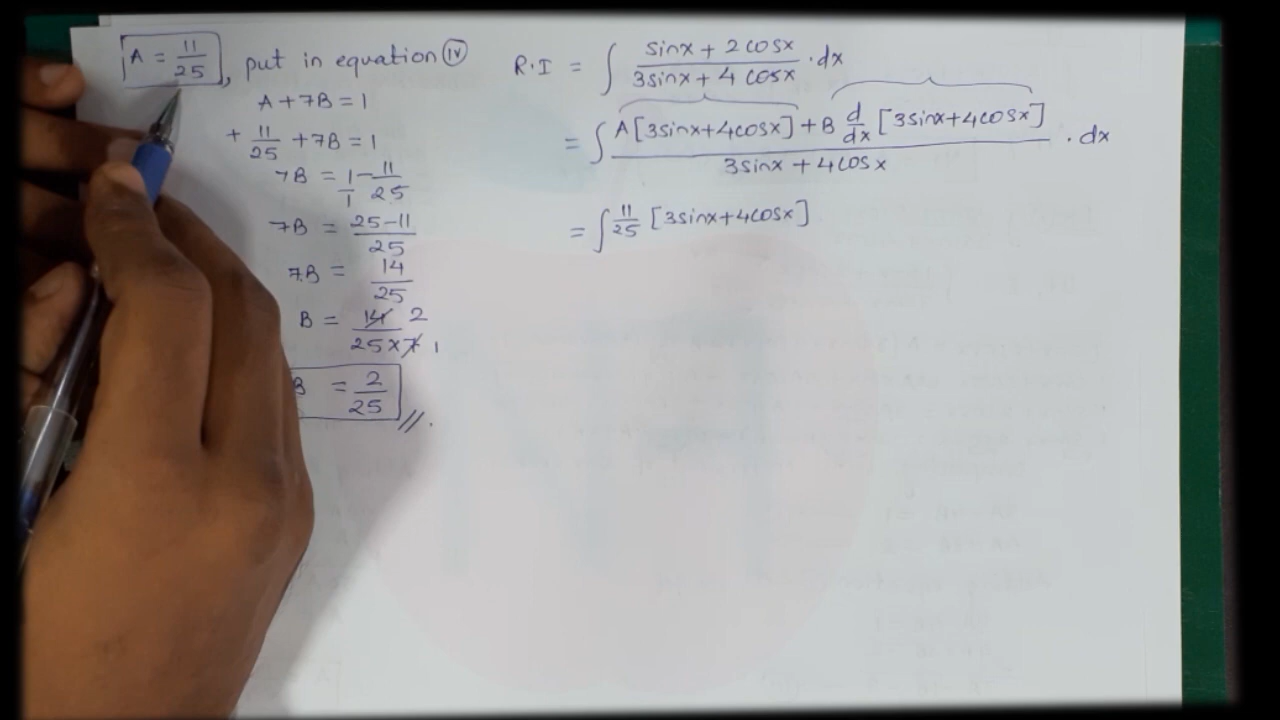 A = 11/25, put in equation (iv)
A + 7B = 1
+ 11/25 + 7B = 1
7B = 1/1 - 11/25
7B = 25-11/25
7B = 14/25
B = 14/25×7 2 1
B = 2/25 //.
R.I = ∫ sinx + 2cosx / 3sinx + 4 cosx . dx
= ∫ A[3sinx+4cosx] + B d/dx [3sinx+4cosx] / 3sinx + 4cosx . dx
= ∫ 11/25 [3sinx+4cosx]